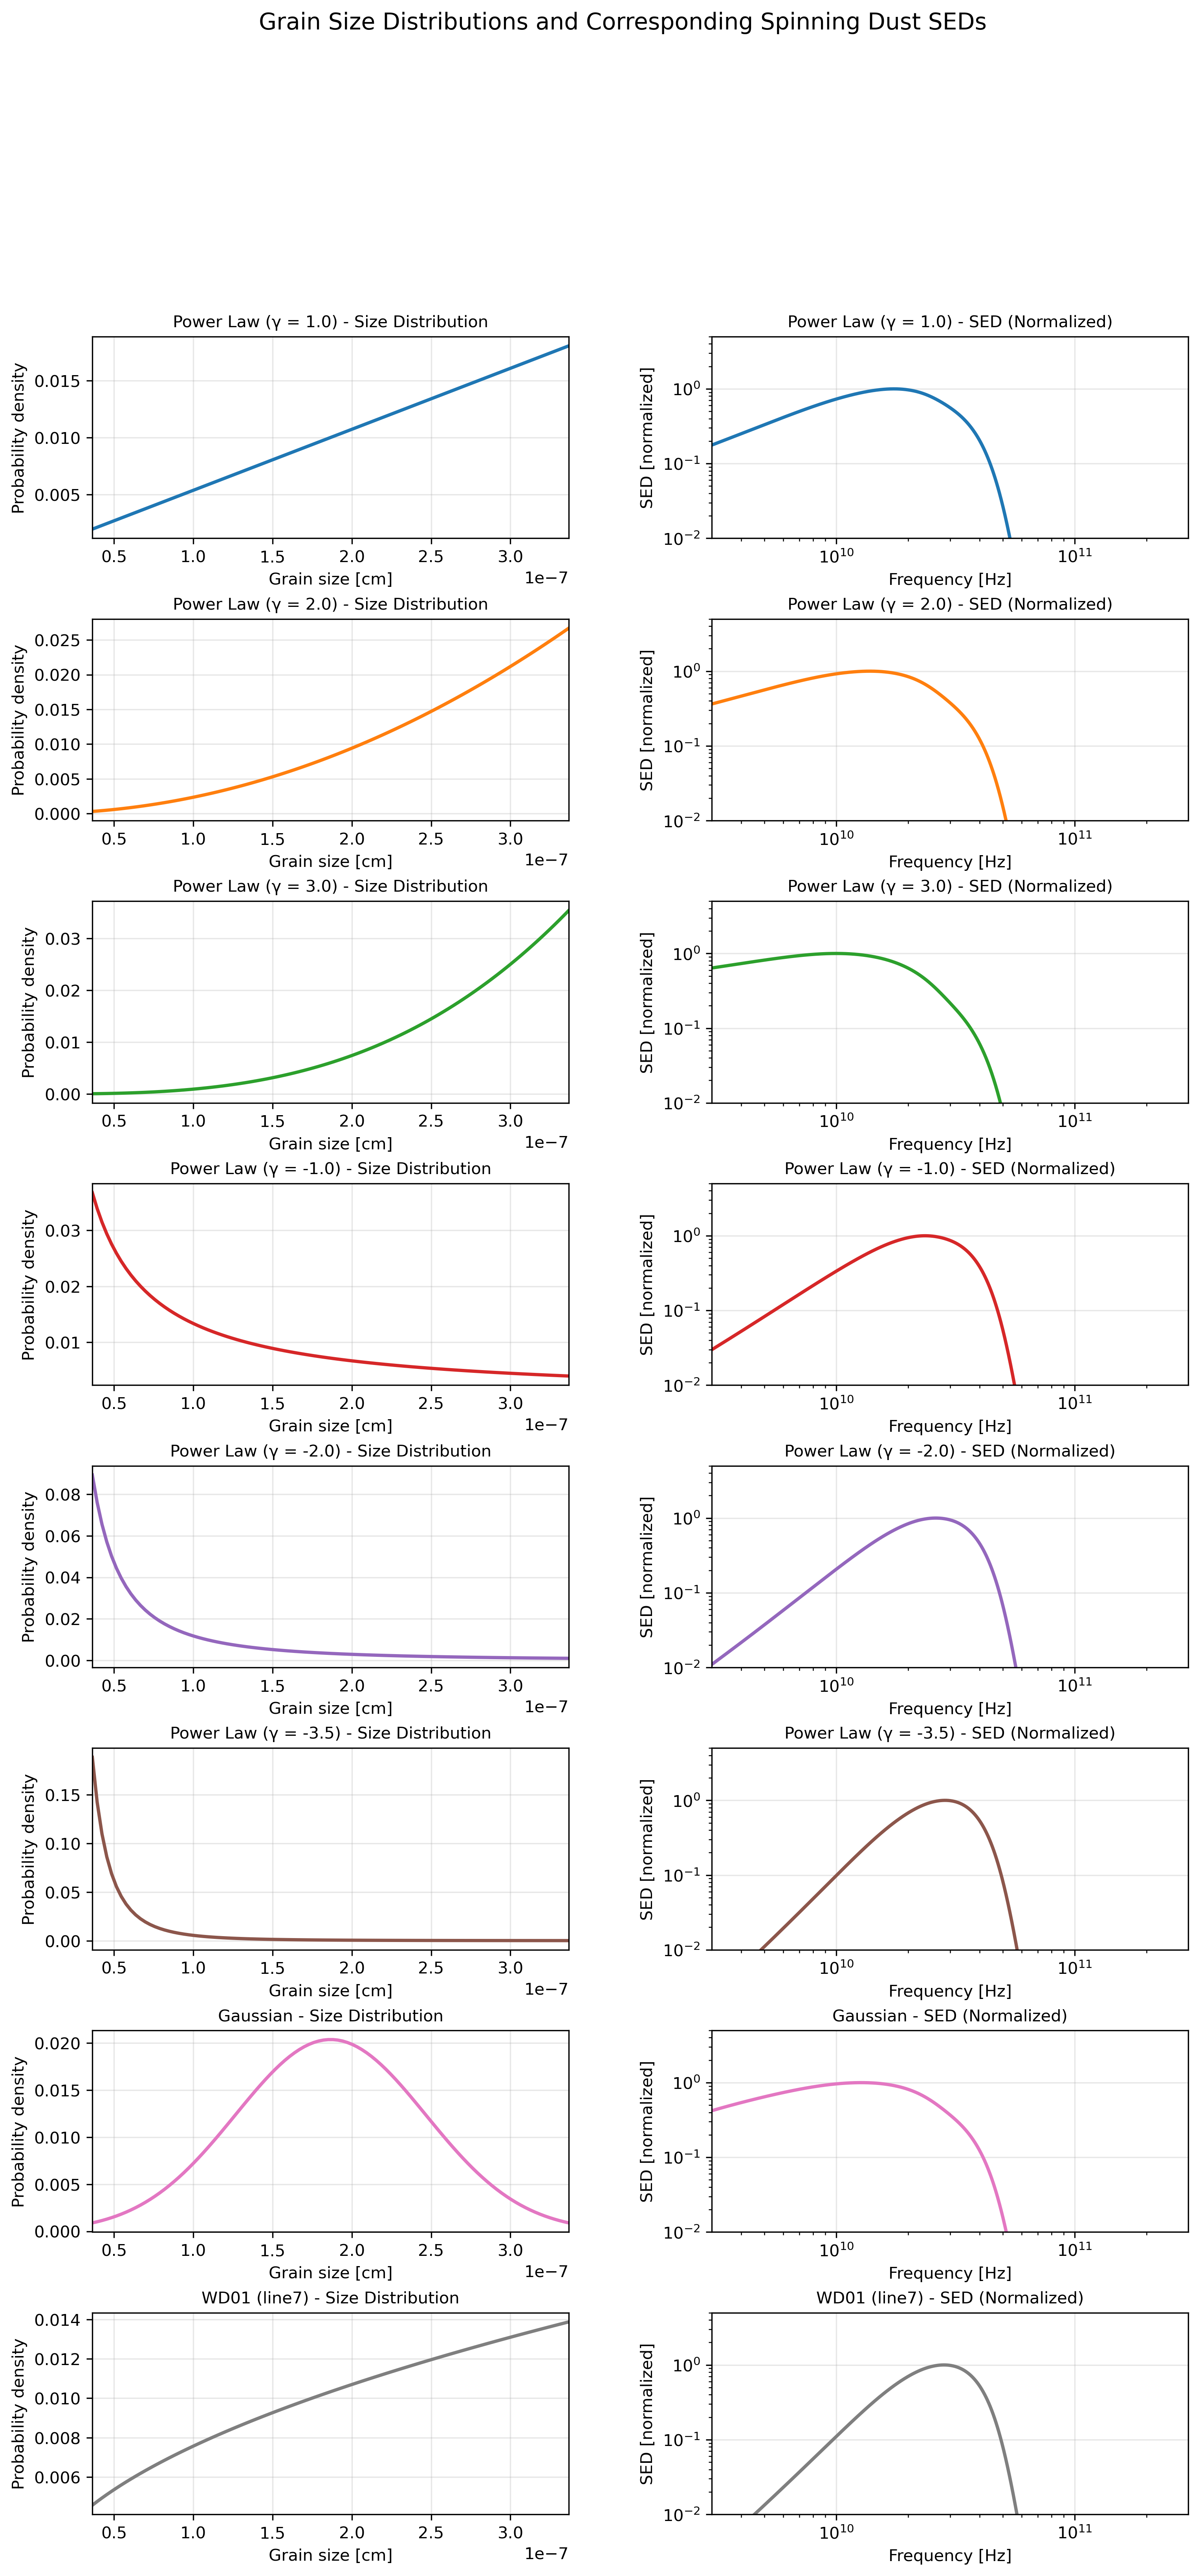 Grain Size Distributions and Corresponding Spinning Dust SEDs
Power Law (γ = 1.0) - Size Distribution
Probability density
0.015
0.010
0.005
0.5 1.0 1.5 2.0 2.5 3.0
1e−7
Grain size [cm]
Power Law (γ = 1.0) - SED (Normalized)
SED [normalized]
10⁰
10⁻¹
10⁻²
10¹⁰ 10¹¹
Frequency [Hz]
Power Law (γ = 2.0) - Size Distribution
Probability density
0.025
0.020
0.015
0.010
0.005
0.000
0.5 1.0 1.5 2.0 2.5 3.0
1e−7
Grain size [cm]
Power Law (γ = 2.0) - SED (Normalized)
SED [normalized]
10⁰
10⁻¹
10⁻²
10¹⁰ 10¹¹
Frequency [Hz]
Power Law (γ = 3.0) - Size Distribution
Probability density
0.03
0.02
0.01
0.00
0.5 1.0 1.5 2.0 2.5 3.0
1e−7
Grain size [cm]
Power Law (γ = 3.0) - SED (Normalized)
SED [normalized]
10⁰
10⁻¹
10⁻²
10¹⁰ 10¹¹
Frequency [Hz]
Power Law (γ = -1.0) - Size Distribution
Probability density
0.03
0.02
0.01
0.5 1.0 1.5 2.0 2.5 3.0
1e−7
Grain size [cm]
Power Law (γ = -1.0) - SED (Normalized)
SED [normalized]
10⁰
10⁻¹
10⁻²
10¹⁰ 10¹¹
Frequency [Hz]
Power Law (γ = -2.0) - Size Distribution
Probability density
0.08
0.06
0.04
0.02
0.00
0.5 1.0 1.5 2.0 2.5 3.0
1e−7
Grain size [cm]
Power Law (γ = -2.0) - SED (Normalized)
SED [normalized]
10⁰
10⁻¹
10⁻²
10¹⁰ 10¹¹
Frequency [Hz]
Power Law (γ = -3.5) - Size Distribution
Probability density
0.15
0.10
0.05
0.00
0.5 1.0 1.5 2.0 2.5 3.0
1e−7
Grain size [cm]
Power Law (γ = -3.5) - SED (Normalized)
SED [normalized]
10⁰
10⁻¹
10⁻²
10¹⁰ 10¹¹
Frequency [Hz]
Gaussian - Size Distribution
Probability density
0.020
0.015
0.010
0.005
0.000
0.5 1.0 1.5 2.0 2.5 3.0
1e−7
Grain size [cm]
Gaussian - SED (Normalized)
SED [normalized]
10⁰
10⁻¹
10⁻²
10¹⁰ 10¹¹
Frequency [Hz]
WD01 (line7) - Size Distribution
Probability density
0.014
0.012
0.010
0.008
0.006
0.5 1.0 1.5 2.0 2.5 3.0
1e−7
Grain size [cm]
WD01 (line7) - SED (Normalized)
SED [normalized]
10⁰
10⁻¹
10⁻²
10¹⁰ 10¹¹
Frequency [Hz]